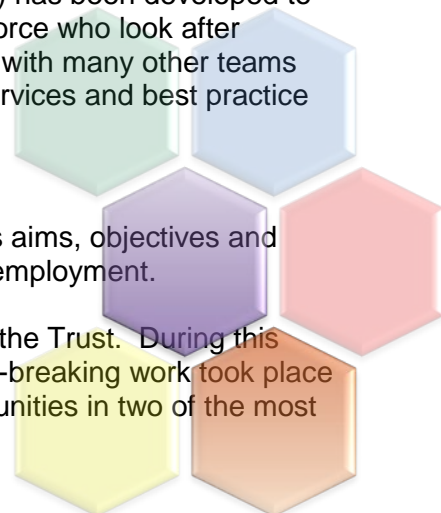 ) has been developed to
orce who look after
with many other teams
ervices and best practice
s aims, objectives and
employment.
the Trust. During this
-breaking work took place
unities in two of the most